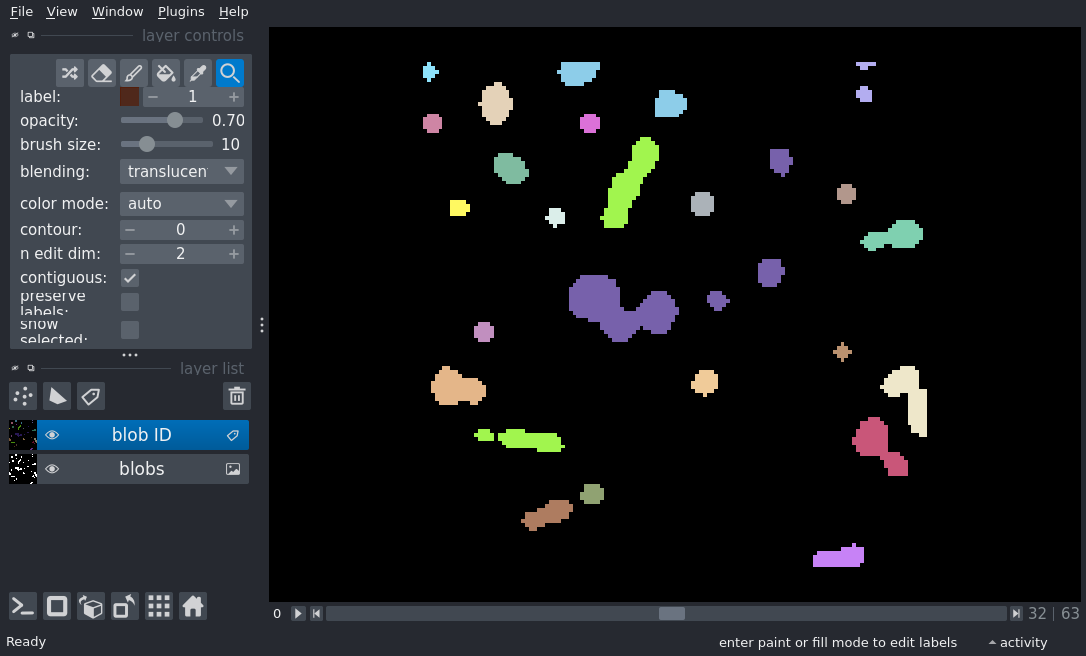 File View Window Plugins Help
layer controls
label: 1
opacity: 0.70
brush size: 10
blending: translucen
color mode: auto
contour: 0
n edit dim: 2
contiguous:
preserve
labels:
show
selected:
layer list
blob ID
blobs
0 32 | 63
Ready enter paint or fill mode to edit labels activity